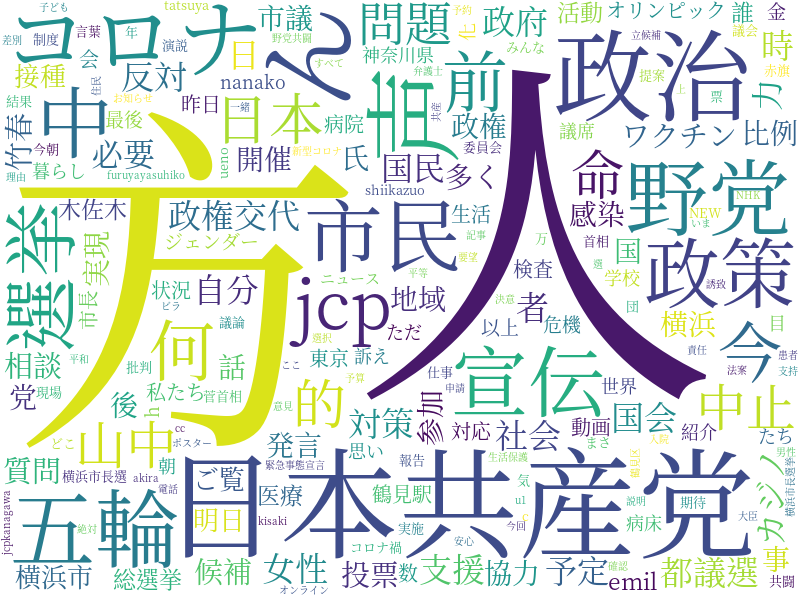 子ども
予約
tatsuya
市議
化
問題
政府
活動
オリンピック
誰
金
差別
制度
言葉
年
コロナ
ん
声
前
政治
演説
野党共闘
みんな
立候補
議会
会
日
接種
反対
すべて
神奈川県
弁護士
提案
上
赤旗
時
力
住民
nanako
共産
票
結果
お知らせ
一緒
昨日
日本
病院
政権
議席
ワクチン
比例
竹春
中
最後
新型コロナ
委員会
今朝
必要
開催
氏
国民
多く
命
野党
暮らし
理由
furuyayasuhiko
ueno
shiikazuo
感染
NEW
NHK
いま
木佐木
政権交代
市民
生活
記事
万
首相
国
政策
選挙
方
人
ジェンダー
実現
市長
要望
検査
学校
選
誘致
ニュース
平等
状況
ビラ
自分
jcp
地域
者
決意
団
目
議論
ただ
以上
危機
横浜
今
相談
平和
批判
何
話
選択
ここ
東京
訴え
宣伝
責任
患者
党
現場
後
私たち
h
菅首相
予算
的
仕事
申請
世界
法案
支持
中止
どこ
cc
意見
対策
参加
社会
国会
山中
発言
思い
対応
動画
まさ
紹介
たち
質問
ポスター
緊急事態宣言
入院
男性
横浜市長選
akira
朝
ご覧
報告
生活保護
鶴見区
カジノ
電話
日本共産党
五輪
医療
鶴見駅
気
ul
c
説明
期待
横浜市長選挙
jcpkanagawa
絶対
明日
kisaki
実施
今回
病床
大臣
コロナ禍
安心
事
横浜市
総選挙
候補
女性
投票
数
支援
協力
予定
確認
都議選
共闘
オンライン
emil